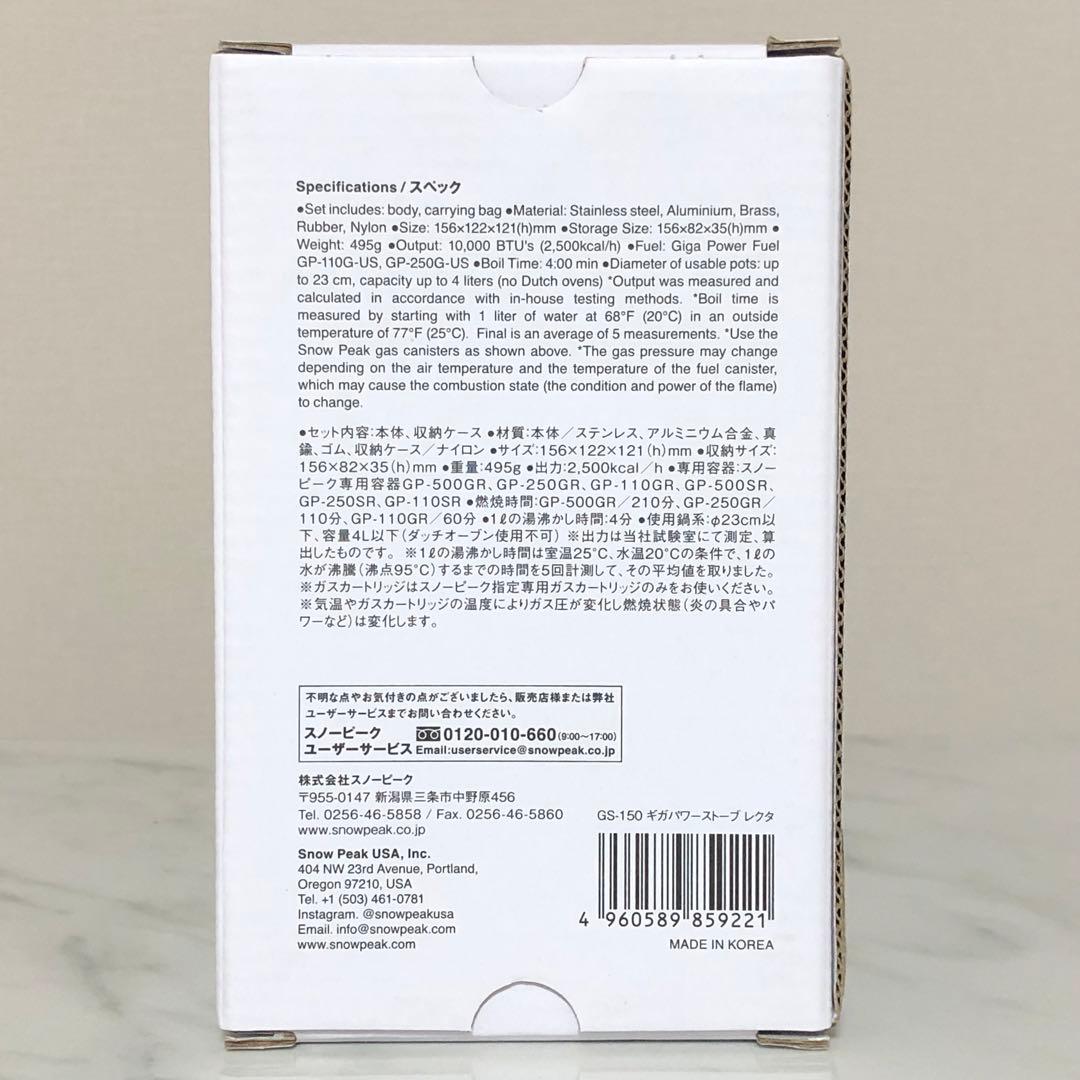 Specifications / スペック
●Set includes: body, carrying bag ●Material: Stainless steel, Aluminium, Brass,
Rubber, Nylon ●Size: 156×122×121(h)mm ●Storage Size: 156×82×35(h)mm ●
Weight: 495g ●Output: 10,000 BTU's (2,500kcal/h) ●Fuel: Giga Power Fuel
GP-110G-US, GP-250G-US ●Boil Time: 4:00 min ●Diameter of usable pots: up
to 23 cm, capacity up to 4 liters (no Dutch ovens) *Output was measured and
calculated in accordance with in-house testing methods. *Boil time is
measured by starting with 1 liter of water at 68°F (20°C) in an outside
temperature of 77°F (25°C). Final is an average of 5 measurements. *Use the
Snow Peak gas canisters as shown above. *The gas pressure may change
depending on the air temperature and the temperature of the fuel canister,
which may cause the combustion state (the condition and power of the flame)
to change.
●セット内容:本体、収納ケース ●材質:本体／ステンレス、アルミニウム合金、真
鍮、ゴム、収納ケース／ナイロン ●サイズ:156×122×121(h)mm ●収納サイズ:
156×82×35(h)mm ●重量:495g ●出力:2,500kcal／h ●専用容器:スノー
ピーク専用容器GP-500GR、GP-250GR、GP-110GR、GP-500SR、
GP-250SR、GP-110SR ●燃焼時間:GP-500GR／210分、GP-250GR／
110分、GP-110GR／60分 ●1ℓの湯沸かし時間:4分 ●使用鍋系:φ23cm以
下、容量4L以下(ダッチオーブン使用不可) ※出力は当社試験室にて測定、算
出したものです。 ※1ℓの湯沸かし時間は室温25°C、水温20°Cの条件で、1ℓの
水が沸騰(沸点95°C)するまでの時間を5回計測して、その平均値を取りました。
※ガスカートリッジはスノーピーク指定専用ガスカートリッジのみをお使いください。
※気温やガスカートリッジの温度によりガス圧が変化し燃焼状態(炎の具合やパ
ワーなど)は変化します。
不明な点やお気付きの点がございましたら、販売店様または弊社
ユーザーサービスまでお問い合わせください。
スノーピーク 0120-010-660(9:00～17:00)
ユーザーサービス Email:userservice@snowpeak.co.jp
株式会社スノーピーク
〒955-0147 新潟県三条市中野原456
Tel. 0256-46-5858 / Fax. 0256-46-5860
www.snowpeak.co.jp
Snow Peak USA, Inc.
404 NW 23rd Avenue, Portland,
Oregon 97210, USA
Tel. +1 (503) 461-0781
Instagram. @snowpeakusa
Email. info@snowpeak.com
www.snowpeak.com
GS-150 ギガパワーストーブ レクタ
4 960589 859221
MADE IN KOREA